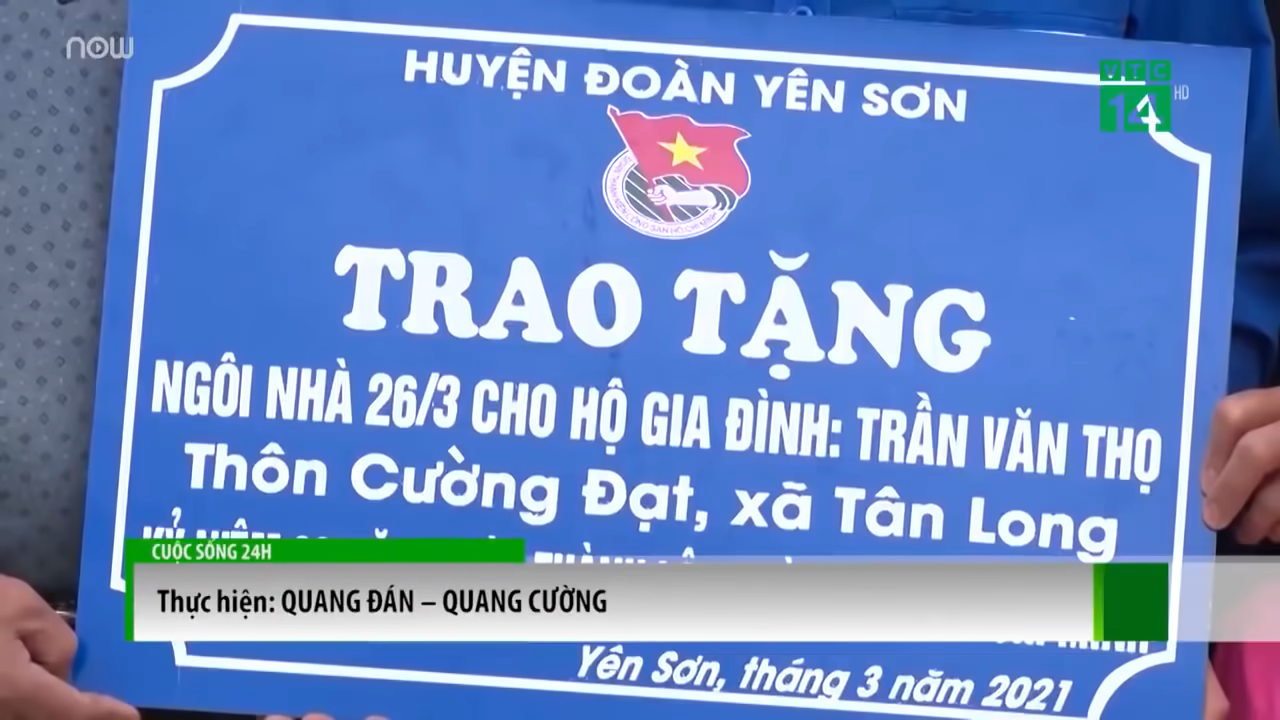 now
VTC
14
HD
HUYỆN ĐOÀN YÊN SƠN
TRAO TẶNG
NGÔI NHÀ 26/3 CHO HỘ GIA ĐÌNH: TRẦN VĂN THỌ
Thôn Cường Đạt, xã Tân Long
KỶ NIỆM
CUỘC SỐNG 24H
Thực hiện: QUANG ĐÁN – QUANG CƯỜNG
Yên Sơn, tháng 3 năm 2021